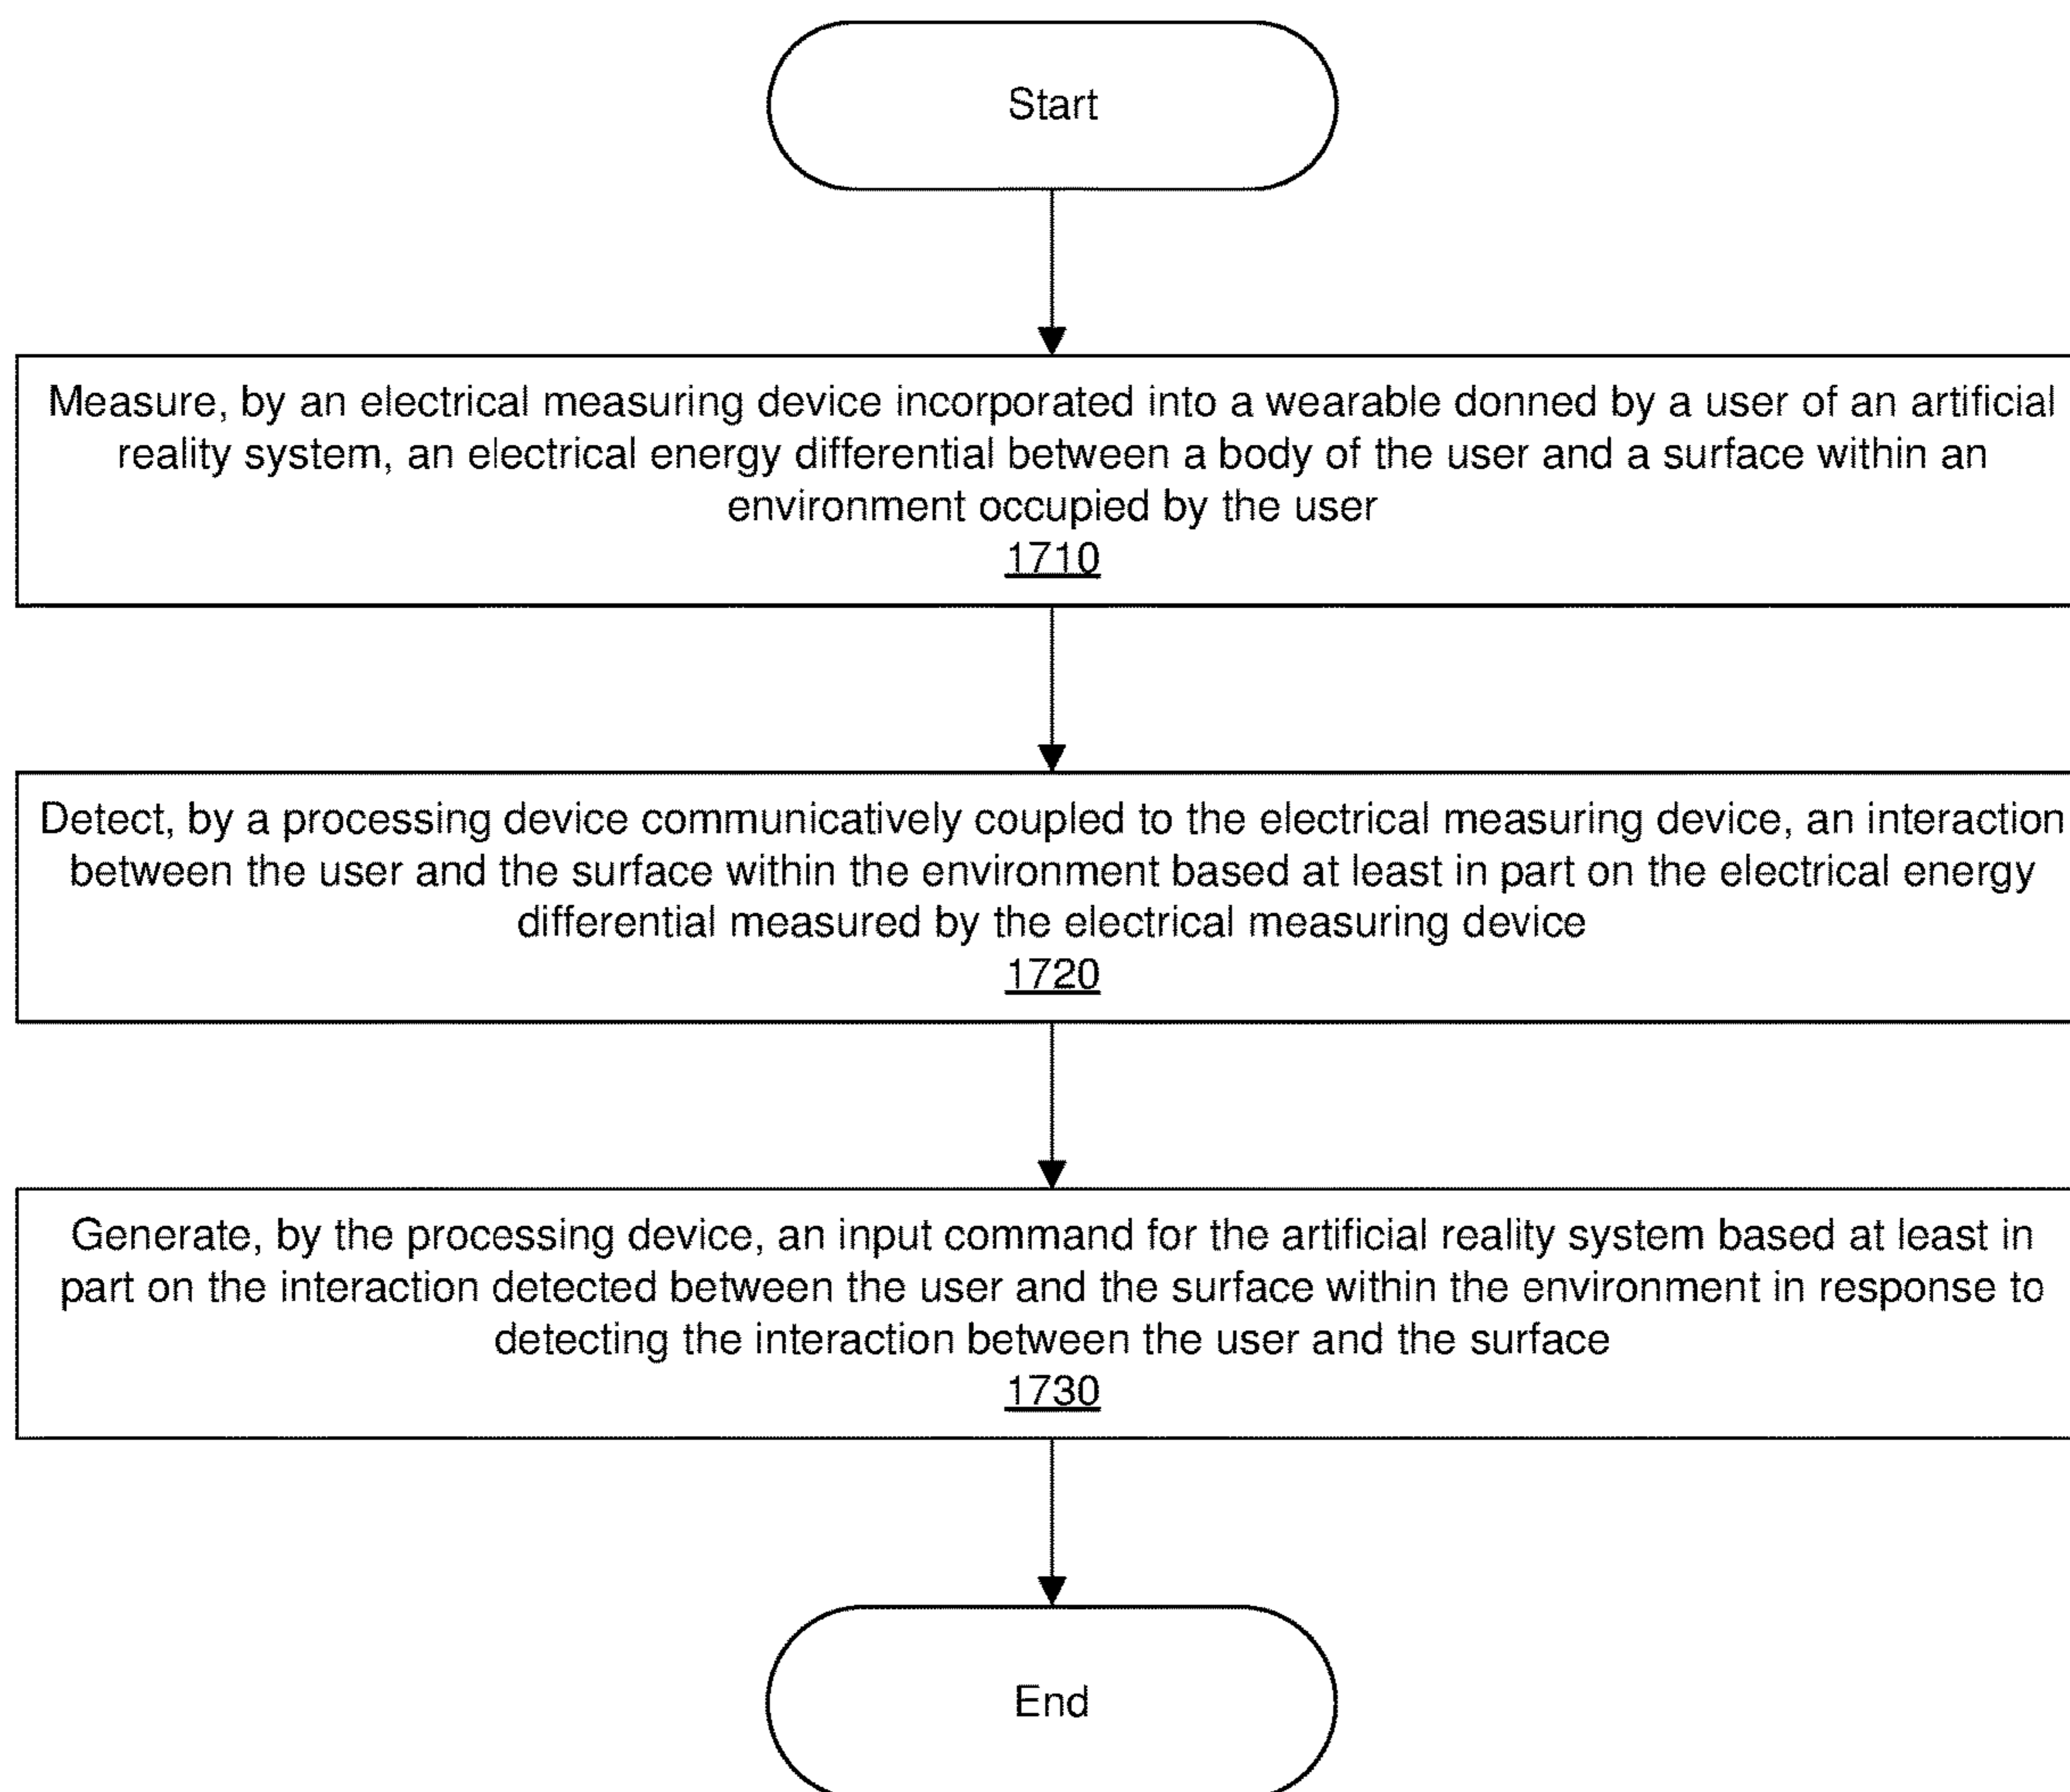 Start
Measure, by an electrical measuring device incorporated into a wearable donned by a user of an artificial
reality system, an electrical energy differential between a body of the user and a surface within an
environment occupied by the user
1710
Detect, by a processing device communicatively coupled to the electrical measuring device, an interaction
between the user and the surface within the environment based at least in part on the electrical energy
differential measured by the electrical measuring device
1720
Generate, by the processing device, an input command for the artificial reality system based at least in
part on the interaction detected between the user and the surface within the environment in response to
detecting the interaction between the user and the surface
1730
End